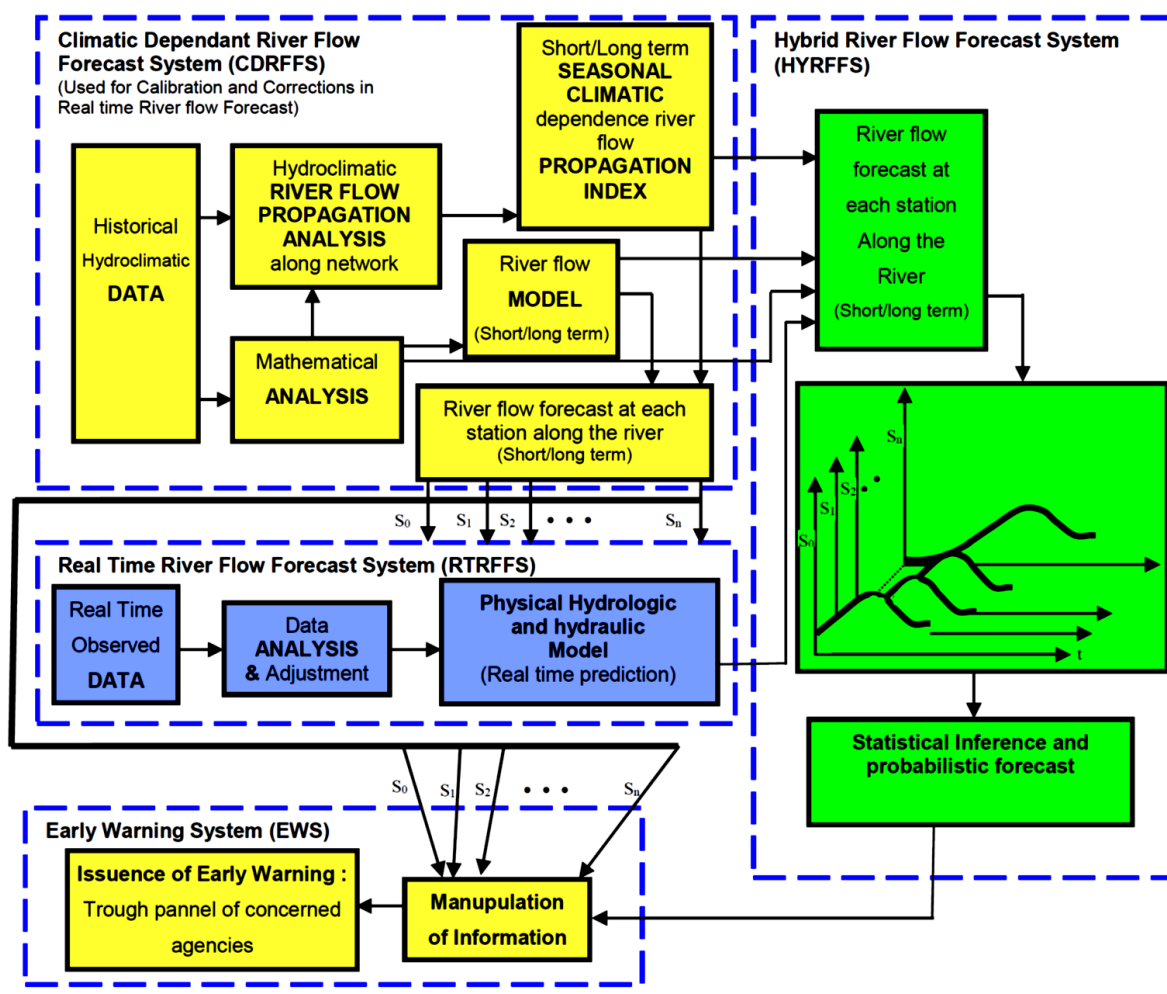 Climatic Dependant River Flow
Forecast System (CDRFFS)
(Used for Calibration and Corrections in
Real time River flow Forecast)
Short/Long term
SEASONAL
CLIMATIC
dependence river
flow
PROPAGATION
INDEX
Hybrid River Flow Forecast System
(HYRFFS)
Historical
Hydroclimatic
DATA
Hydroclimatic
RIVER FLOW
PROPAGATION
ANALYSIS
along network
River flow
MODEL
(Short/long term)
Mathematical
ANALYSIS
River flow
forecast at
each station
Along the
River
(Short/long term)
River flow forecast at each
station along the river
(Short/long term)
S0
S1
S2
• • •
Sn
Sn
S2
• •
S1
S0
t
Real Time River Flow Forecast System (RTRFFS)
Real Time
Observed
DATA
Data
ANALYSIS
& Adjustment
Physical Hydrologic
and hydraulic
Model
(Real time prediction)
Statistical Inference and
probabilistic forecast
S0
S1
S2
• • •
Sn
Early Warning System (EWS)
Issuence of Early Warning :
Trough pannel of concerned
agencies
Manupulation
of Information